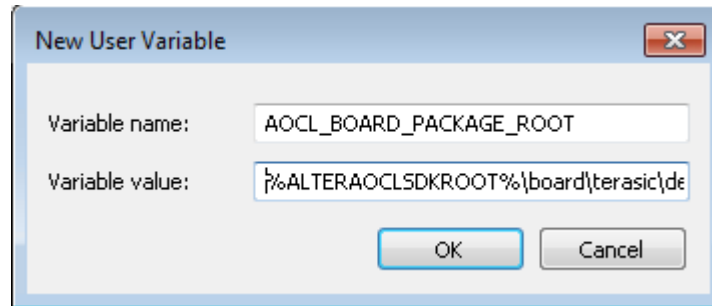 New User Variable
Variable name: AOCL_BOARD_PACKAGE_ROOT
Variable value: %ALTERAOCLSDKROOT%\board\terasic\de
OK Cancel